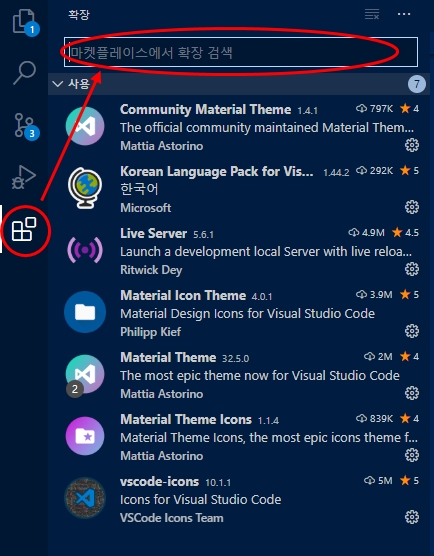 확장
마켓플레이스에서 확장 검색
사용
7
1
3
Community Material Theme 1.4.1 797K ★ 4
The official community maintained Material Them...
Mattia Astorino
Korean Language Pack for Vis... 1.44.2 292K ★ 5
한국어
Microsoft
Live Server 5.6.1 4.9M ★ 4.5
Launch a development local Server with live reloa...
Ritwick Dey
Material Icon Theme 4.0.1 3.9M ★ 5
Material Design Icons for Visual Studio Code
Philipp Kief
Material Theme 32.5.0 2M ★ 4
The most epic theme now for Visual Studio Code
2
Mattia Astorino
Material Theme Icons 1.1.4 839K ★ 4
Material Theme Icons, the most epic icons theme f...
Mattia Astorino
vscode-icons 10.1.1 5M ★ 5
Icons for Visual Studio Code
VSCode Icons Team